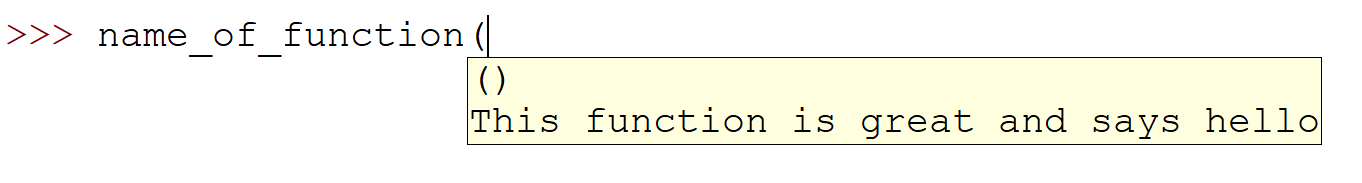 >>> name_of_function(
()
This function is great and says hello